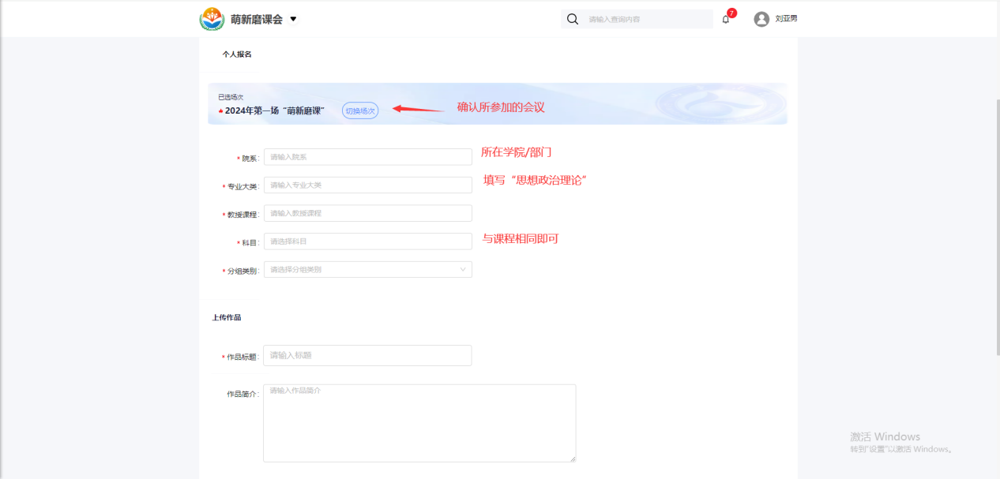 萌新磨课会
请输入查询内容
7
刘亚男
个人报名
已选场次
2024年第一场“萌新磨课”
切换场次
确认所参加的会议
* 院系:
请输入院系
所在学院/部门
* 专业大类:
请输入专业大类
填写“思想政治理论”
* 教授课程:
请输入教授课程
* 科目:
请选择科目
与课程相同即可
* 分组类别:
请选择分组类别
上传作品
* 作品标题:
请输入标题
作品简介:
请输入作品简介
激活 Windows
转到“设置”以激活 Windows。